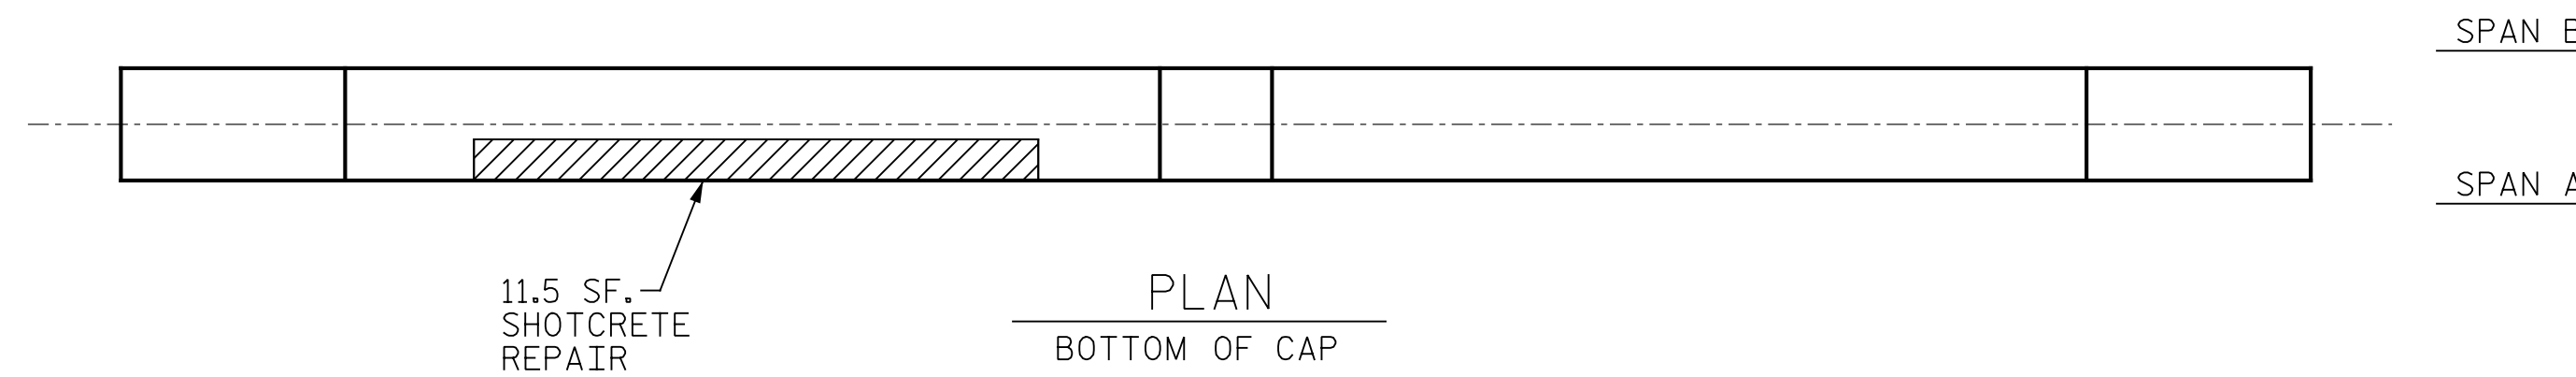 SPAN
SPAN
11.5 SF.
SHOTCRETE
REPAIR
PLAN
BOTTOM OF CAP